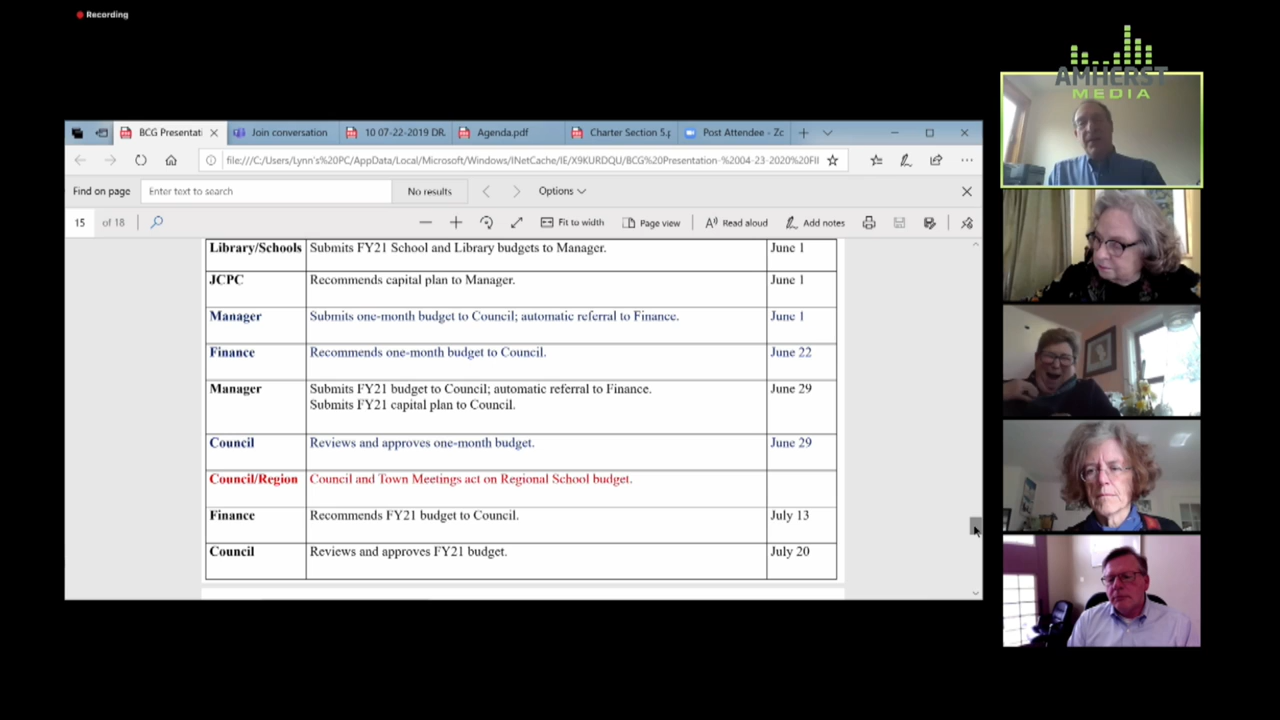 Recording
AMHERST
MEDIA
BCG Presentati
Join conversation
10 07-22-2019 DR.
Agenda.pdf
Charter Section 5.p
Post Attendee - Zc
file:///C:/Users/Lynn's%20PC/AppData/Local/Microsoft/Windows/INetCache/IE/X9KURDQU/BCG%20Presentation-%2004-23-2020%20FII
Find on page
Enter text to search
No results
Options
15 of 18
Fit to width
Page view
Read aloud
Add notes
Library/Schools Submits FY21 School and Library budgets to Manager. June 1
JCPC Recommends capital plan to Manager. June 1
Manager Submits one-month budget to Council; automatic referral to Finance. June 1
Finance Recommends one-month budget to Council. June 22
Manager Submits FY21 budget to Council; automatic referral to Finance. June 29
Submits FY21 capital plan to Council.
Council Reviews and approves one-month budget. June 29
Council/Region Council and Town Meetings act on Regional School budget.
Finance Recommends FY21 budget to Council. July 13
Council Reviews and approves FY21 budget. July 20